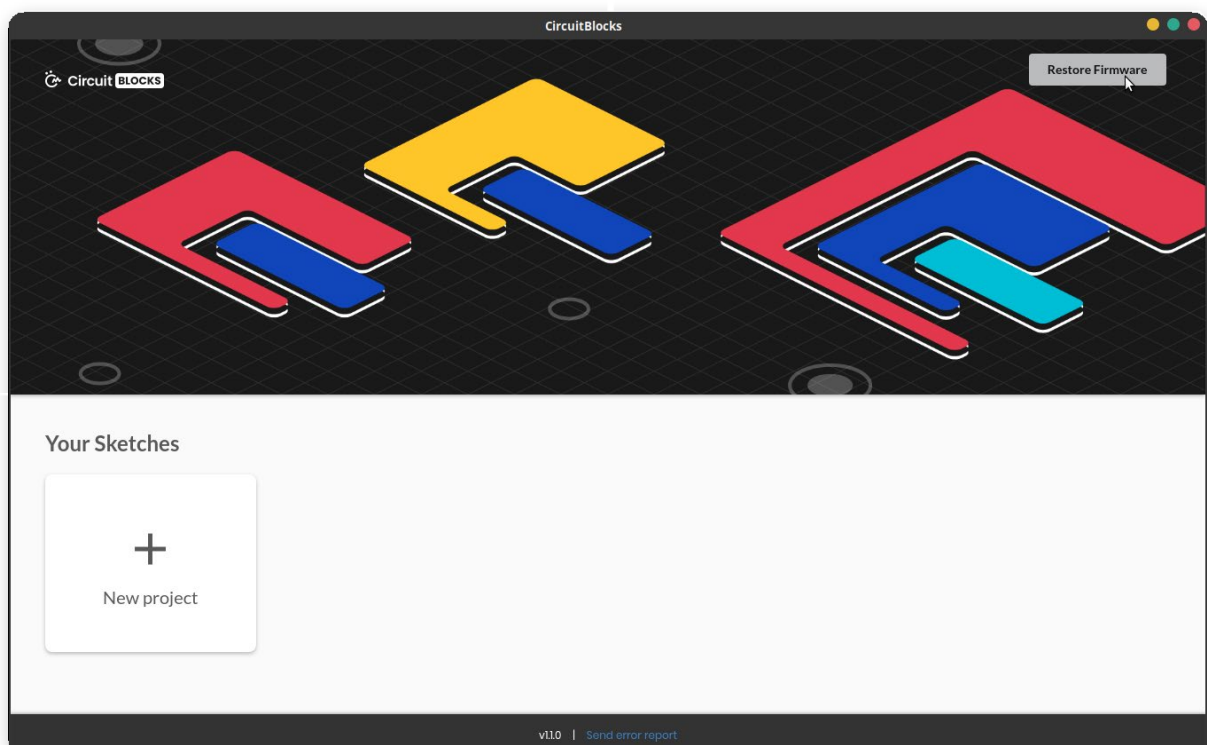 CircuitBlocks
Circuit BLOCKS
Restore Firmware
Your Sketches
New project
v1.1.0 | Send error report